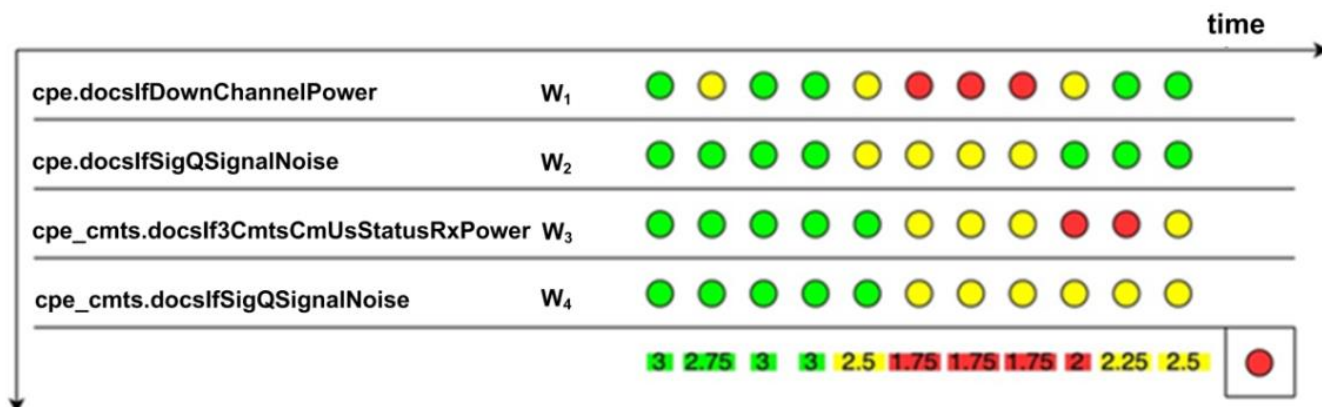 time
cpe.docsIfDownChannelPower W1
cpe.docsIfSigQSignalNoise W2
cpe_cmts.docsIf3CmtsCmUsStatusRxPower W3
cpe_cmts.docsIfSigQSignalNoise W4
3 2.75 3 3 2.5 1.75 1.75 1.75 2 2.25 2.5